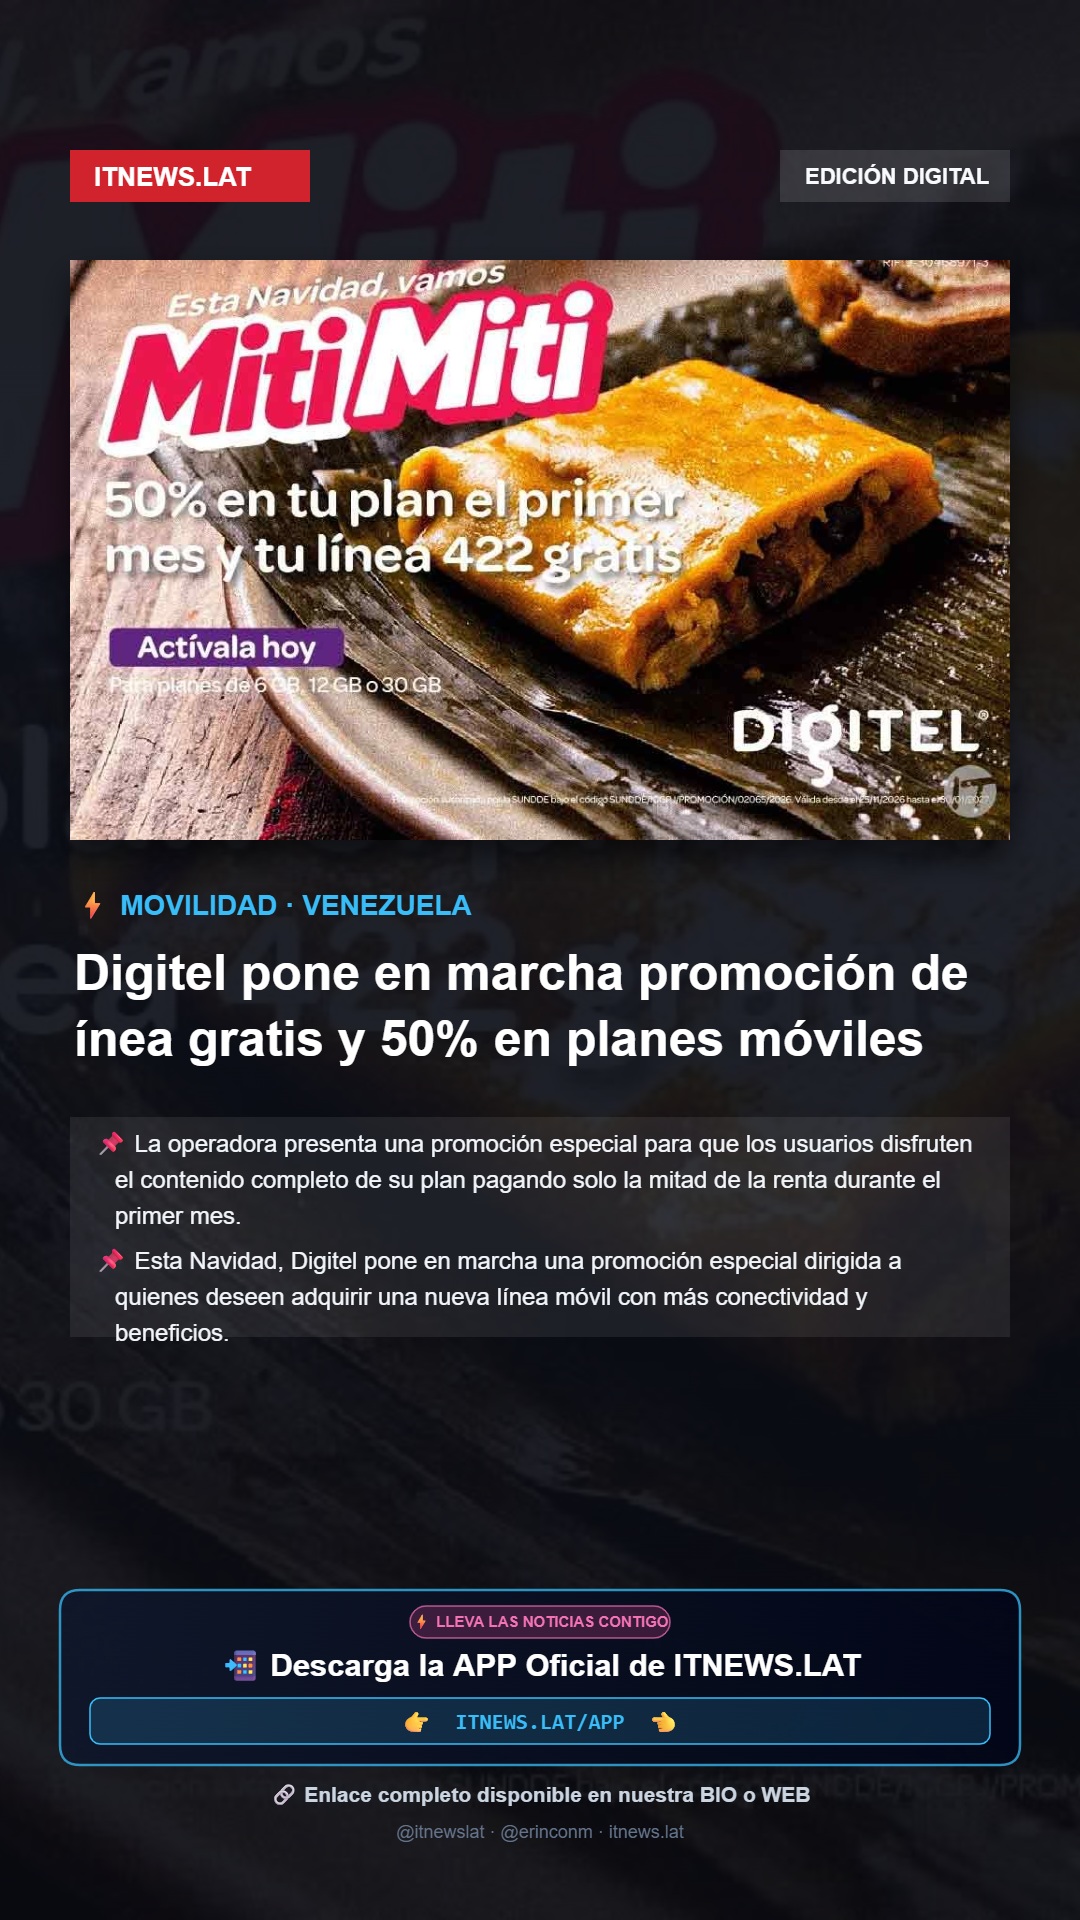 ITNEWS.LAT
EDICIÓN DIGITAL
Esta Navidad, vamos
Miti Miti
50% en tu plan el primer
mes y tu línea 422 gratis
Actívala hoy
Para planes de 6 GB, 12 GB o 30 GB
DIGITEL®
MOVILIDAD · VENEZUELA
Digitel pone en marcha promoción de
ínea gratis y 50% en planes móviles
La operadora presenta una promoción especial para que los usuarios disfruten
el contenido completo de su plan pagando solo la mitad de la renta durante el
primer mes.
Esta Navidad, Digitel pone en marcha una promoción especial dirigida a
quienes deseen adquirir una nueva línea móvil con más conectividad y
beneficios.
LLEVA LAS NOTICIAS CONTIGO
Descarga la APP Oficial de ITNEWS.LAT
ITNEWS.LAT/APP
Enlace completo disponible en nuestra BIO o WEB
@itnewslat · @erinconm · itnews.lat